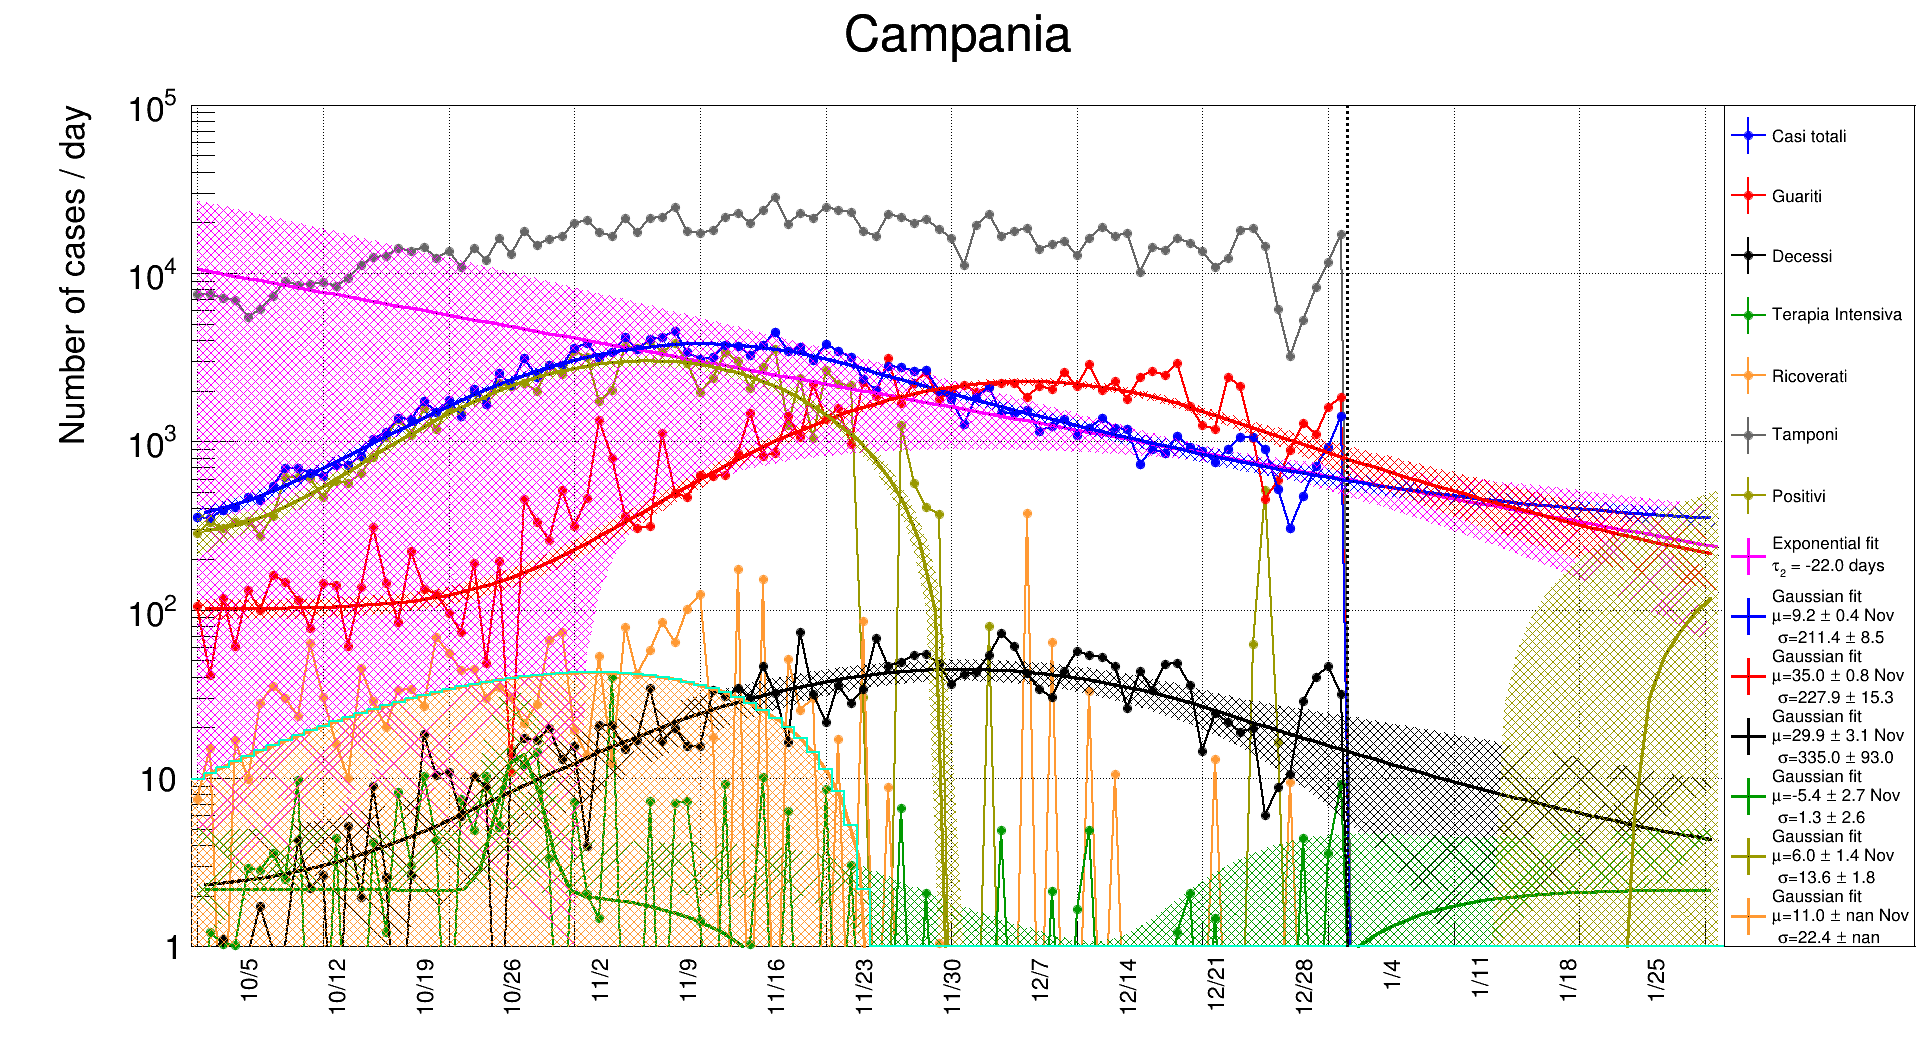 Campania
Number of cases / day
10^5
10^4
10^3
10^2
10
1
10/5
10/12
10/19
10/26
11/2
11/9
11/16
11/23
11/30
12/7
12/14
12/21
12/28
1/4
1/11
1/18
1/25
Casi totali
Guariti
Decessi
Terapia Intensiva
Ricoverati
Tamponi
Positivi
Exponential fit
τ₂ = -22.0 days
Gaussian fit
μ=9.2 ± 0.4 Nov
σ=211.4 ± 8.5
Gaussian fit
μ=35.0 ± 0.8 Nov
σ=227.9 ± 15.3
Gaussian fit
μ=29.9 ± 3.1 Nov
σ=335.0 ± 93.0
Gaussian fit
μ=-5.4 ± 2.7 Nov
σ=1.3 ± 2.6
Gaussian fit
μ=6.0 ± 1.4 Nov
σ=13.6 ± 1.8
Gaussian fit
μ=11.0 ± nan Nov
σ=22.4 ± nan